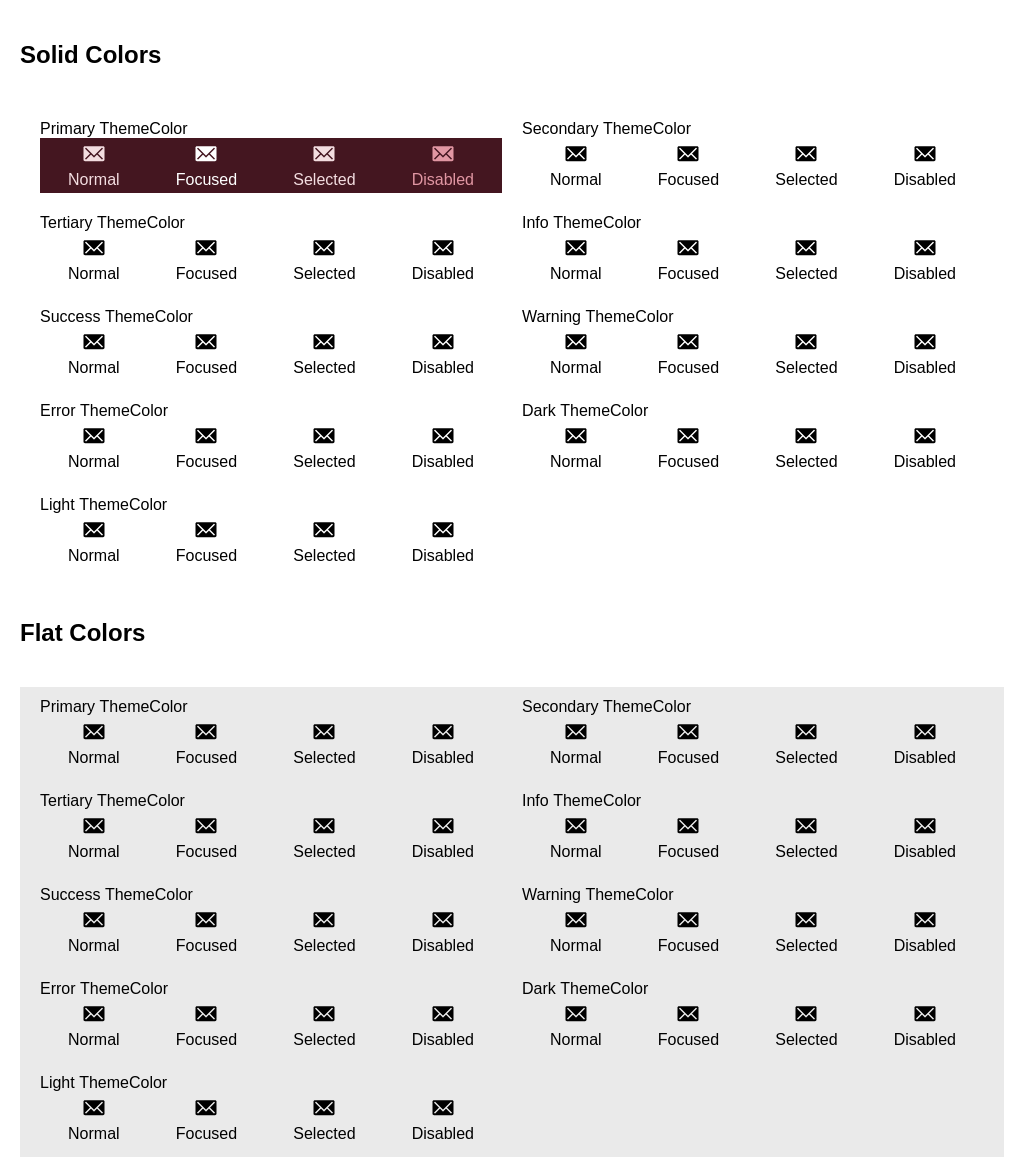 Solid Colors
Primary ThemeColor
Normal Focused Selected Disabled
Secondary ThemeColor
Normal Focused Selected Disabled
Tertiary ThemeColor
Normal Focused Selected Disabled
Info ThemeColor
Normal Focused Selected Disabled
Success ThemeColor
Normal Focused Selected Disabled
Warning ThemeColor
Normal Focused Selected Disabled
Error ThemeColor
Normal Focused Selected Disabled
Dark ThemeColor
Normal Focused Selected Disabled
Light ThemeColor
Normal Focused Selected Disabled
Flat Colors
Primary ThemeColor
Normal Focused Selected Disabled
Secondary ThemeColor
Normal Focused Selected Disabled
Tertiary ThemeColor
Normal Focused Selected Disabled
Info ThemeColor
Normal Focused Selected Disabled
Success ThemeColor
Normal Focused Selected Disabled
Warning ThemeColor
Normal Focused Selected Disabled
Error ThemeColor
Normal Focused Selected Disabled
Dark ThemeColor
Normal Focused Selected Disabled
Light ThemeColor
Normal Focused Selected Disabled